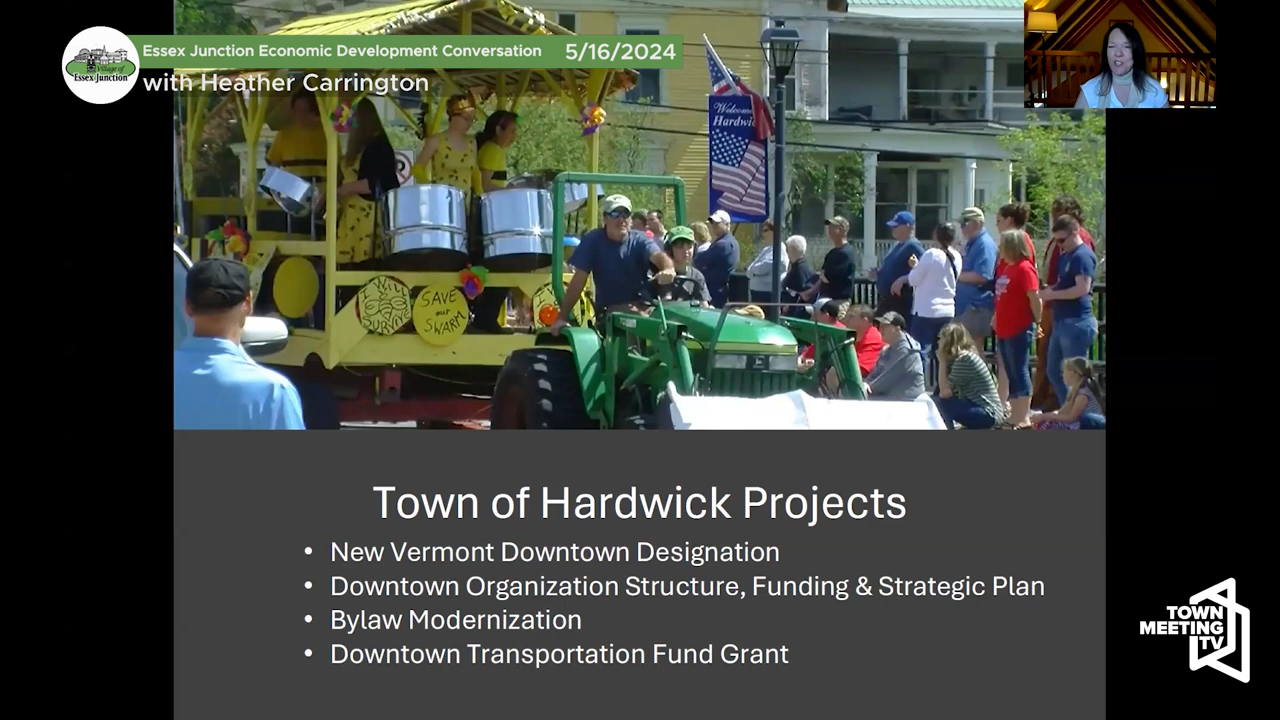 Village of
Essex Junction
Essex Junction Economic Development Conversation
5/16/2024
with Heather Carrington
Welcome
Hardwick
SAVE
our
SWARM
Town of Hardwick Projects
• New Vermont Downtown Designation
• Downtown Organization Structure, Funding & Strategic Plan
• Bylaw Modernization
• Downtown Transportation Fund Grant
TOWN
MEETING
TV